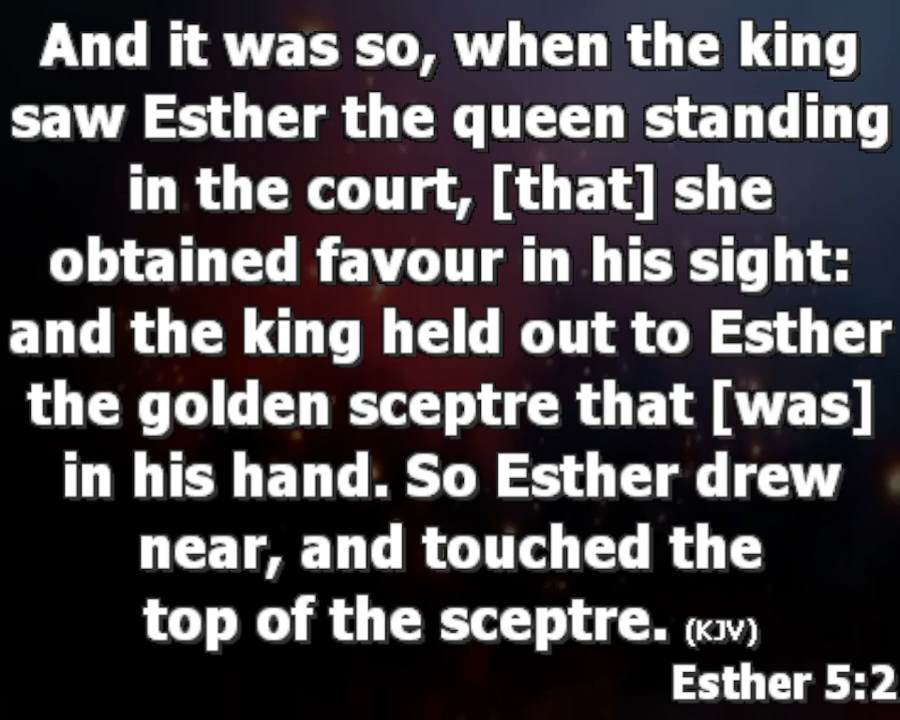 And it was so, when the king
saw Esther the queen standing
in the court, [that] she
obtained favour in his sight:
and the king held out to Esther
the golden sceptre that [was]
in his hand. So Esther drew
near, and touched the
top of the sceptre. (KJV)
Esther 5:2